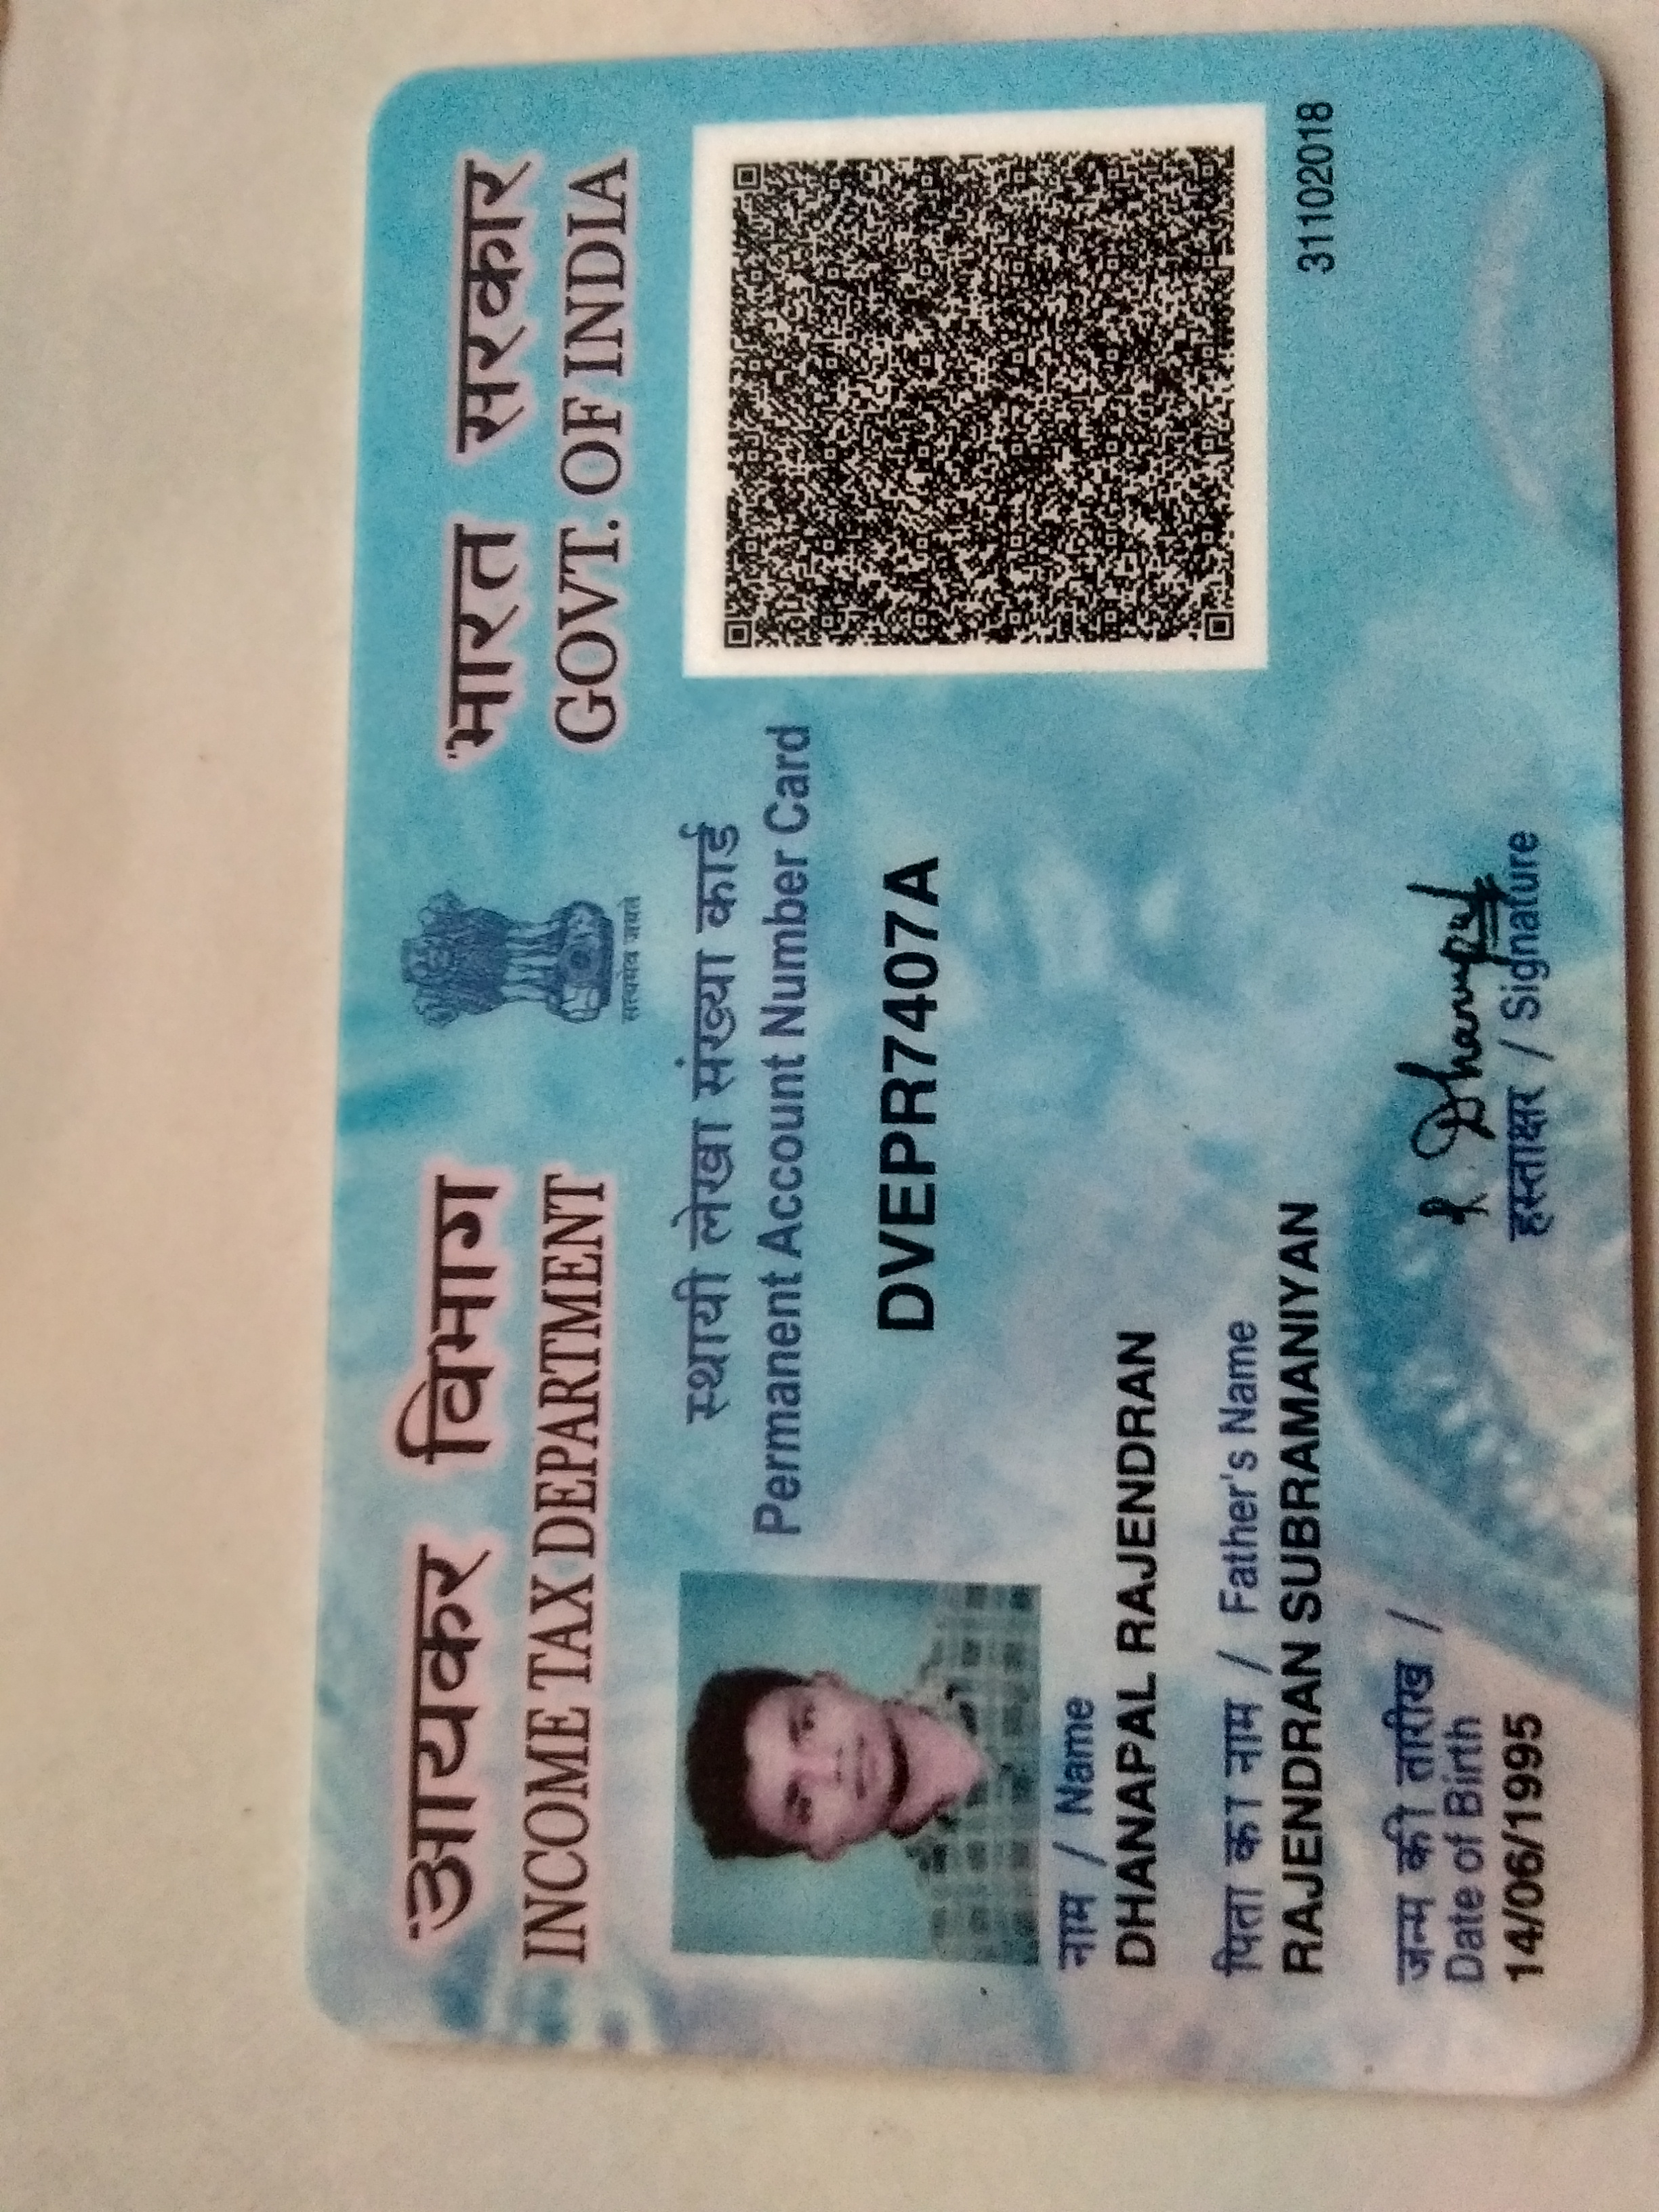 आयकर विभाग
INCOME TAX DEPARTMENT
सत्यमेव जयते
भारत सरकार
GOVT. OF INDIA
स्थायी लेखा संख्या कार्ड
Permanent Account Number Card
DVEPR7407A
नाम / Name
DHANAPAL RAJENDRAN
पिता का नाम / Father's Name
RAJENDRAN SUBRAMANIYAN
जन्म की तारीख /
Date of Birth
14/06/1995
R Dhanapal
हस्ताक्षर / Signature
31102018